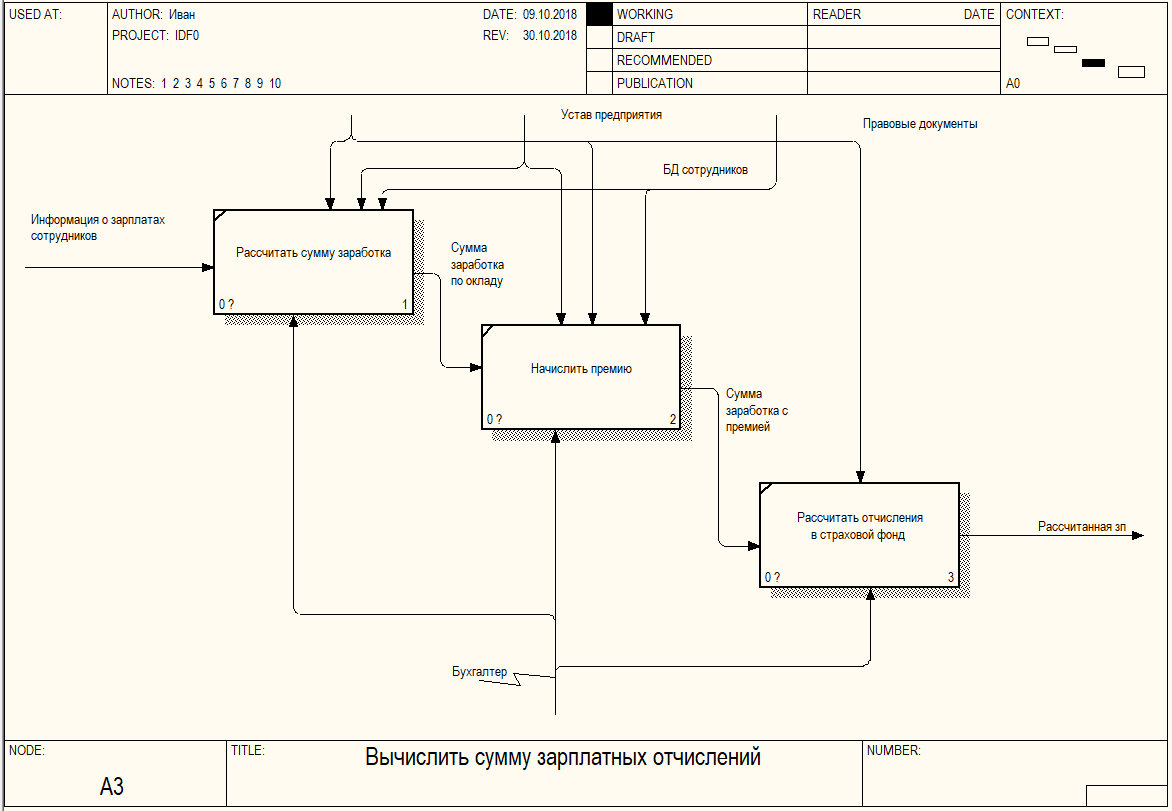 USED AT:
AUTHOR: Иван
DATE: 09.10.2018
PROJECT: IDF0
REV: 30.10.2018
NOTES: 1 2 3 4 5 6 7 8 9 10
WORKING
DRAFT
RECOMMENDED
PUBLICATION
READER
DATE
CONTEXT:
A0
Устав предприятия
Правовые документы
БД сотрудников
Информация о зарплатах
сотрудников
Рассчитать сумму заработка
0 ?
1
Сумма
заработка
по окладу
Начислить премию
0 ?
2
Сумма
заработка с
премией
Рассчитать отчисления
в страховой фонд
0 ?
3
Рассчитанная зп
Бухгалтер
NODE:
A3
TITLE:
Вычислить сумму зарплатных отчислений
NUMBER: